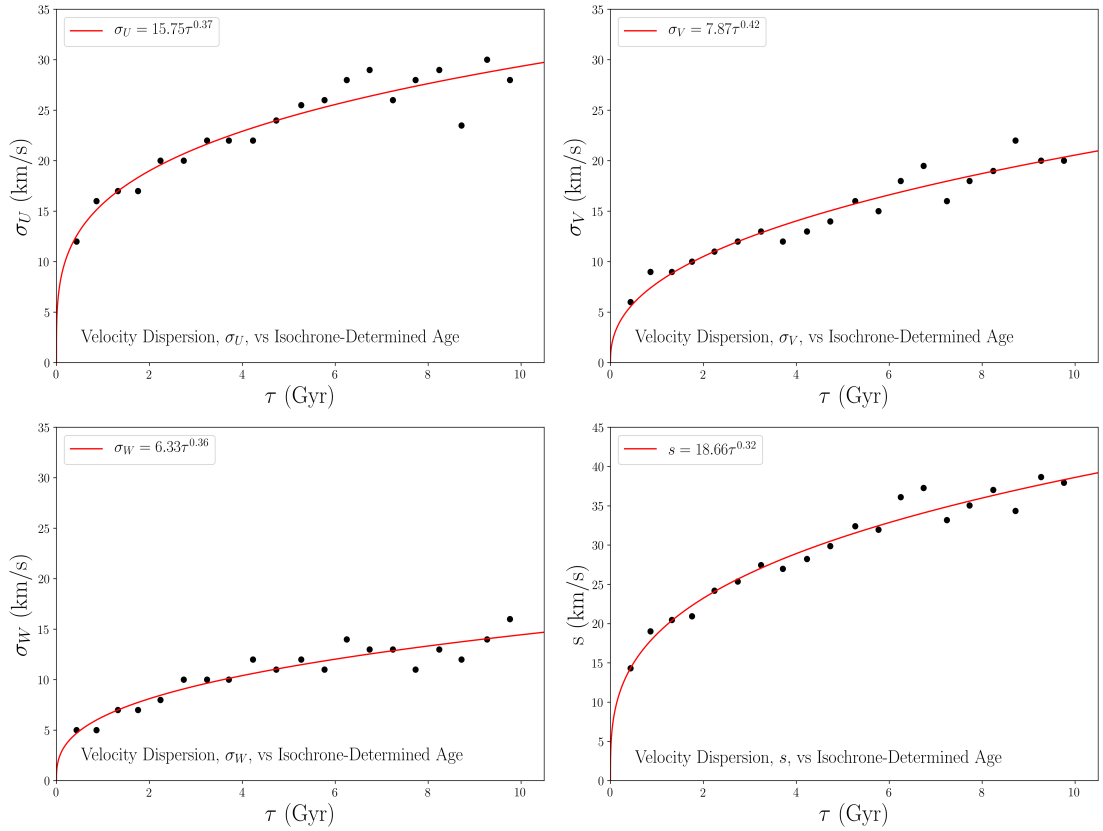 35
30
25
20
15
10
5
0
σ_U (km/s)
σ_U = 15.75τ^0.37
Velocity Dispersion, σ_U, vs Isochrone-Determined Age
0 2 4 6 8 10
τ (Gyr)
35
30
25
20
15
10
5
0
σ_V (km/s)
σ_V = 7.87τ^0.42
Velocity Dispersion, σ_V, vs Isochrone-Determined Age
0 2 4 6 8 10
τ (Gyr)
35
30
25
20
15
10
5
0
σ_W (km/s)
σ_W = 6.33τ^0.36
Velocity Dispersion, σ_W, vs Isochrone-Determined Age
0 2 4 6 8 10
τ (Gyr)
45
40
35
30
25
20
15
10
5
0
s (km/s)
s = 18.66τ^0.32
Velocity Dispersion, s, vs Isochrone-Determined Age
0 2 4 6 8 10
τ (Gyr)